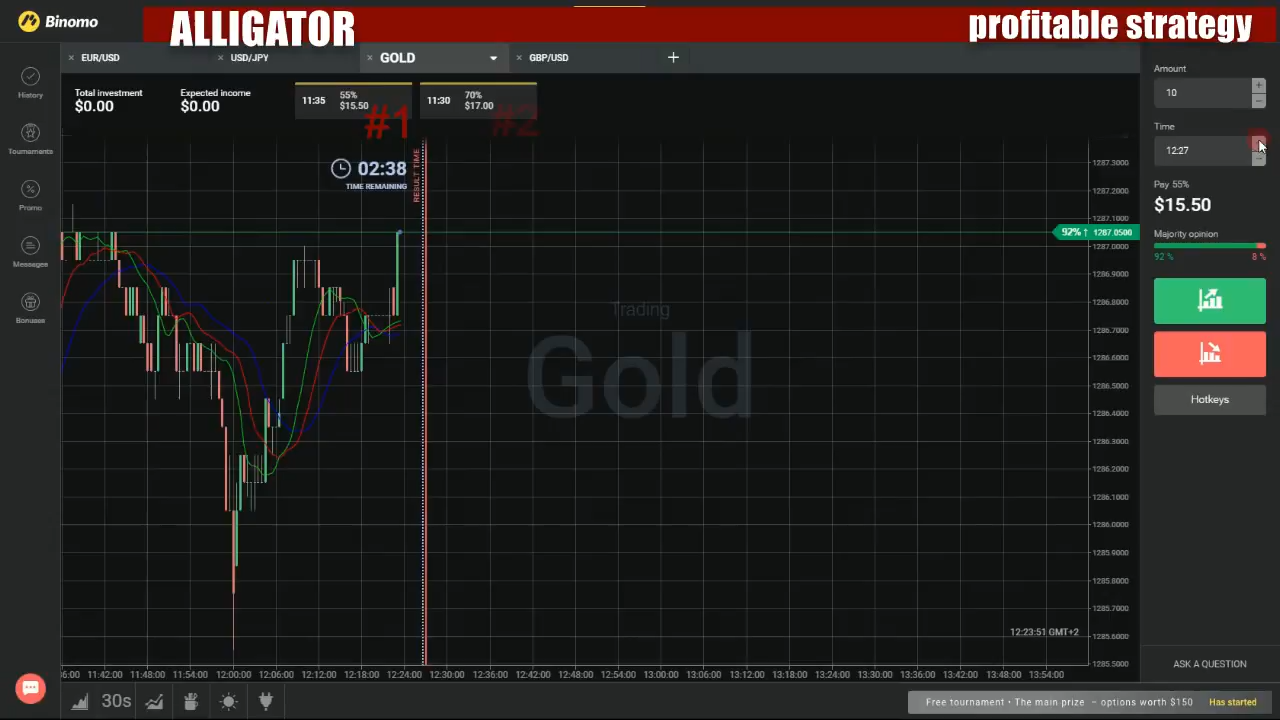 Binomo
ALLIGATOR
profitable strategy
EUR/USD
USD/JPY
GOLD
GBP/USD
Total investment
$0.00
Expected income
$0.00
11:35
55%
$15.50
#1
11:30
70%
$17.00
#2
History
Tournaments
Promo
Messages
Bonuses
02:38
TIME REMAINING
RESULT TIME
Trading
Gold
92%↑ 1287.0500
1287.3000
1287.2000
1287.1000
1287.0000
1286.9000
1286.8000
1286.7000
1286.6000
1286.5000
1286.4000
1286.3000
1286.2000
1286.1000
1286.0000
1285.9000
1285.8000
1285.7000
1285.6000
1285.5000
12:23:51 GMT+2
36:00 11:42:00 11:48:00 11:54:00 12:00:00 12:06:00 12:12:00 12:18:00 12:24:00 12:30:00 12:36:00 12:42:00 12:48:00 12:54:00 13:00:00 13:06:00 13:12:00 13:18:00 13:24:00 13:30:00 13:36:00 13:42:00 13:48:00 13:54:00
30s
Amount
10
Time
12:27
Pay 55%
$15.50
Majority opinion
92 %
8 %
Hotkeys
ASK A QUESTION
Free tournament • The main prize – options worth $150 Has started